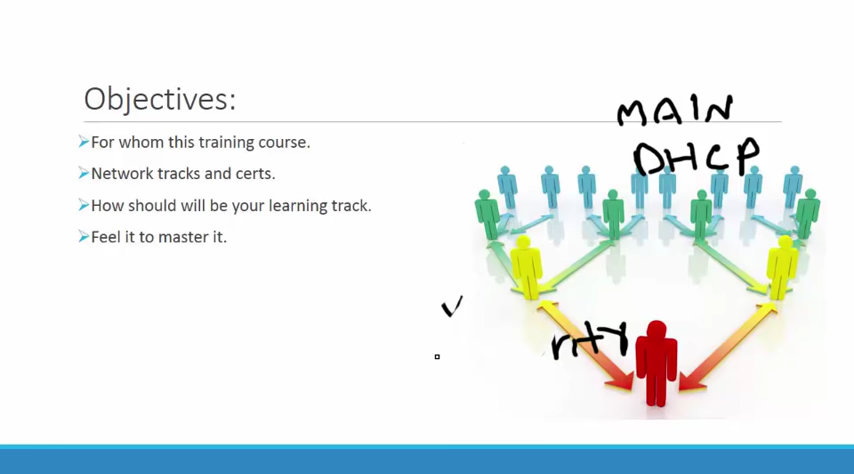 Objectives:
For whom this training course.
Network tracks and certs.
How should will be your learning track.
Feel it to master it.
MAIN
DHCP